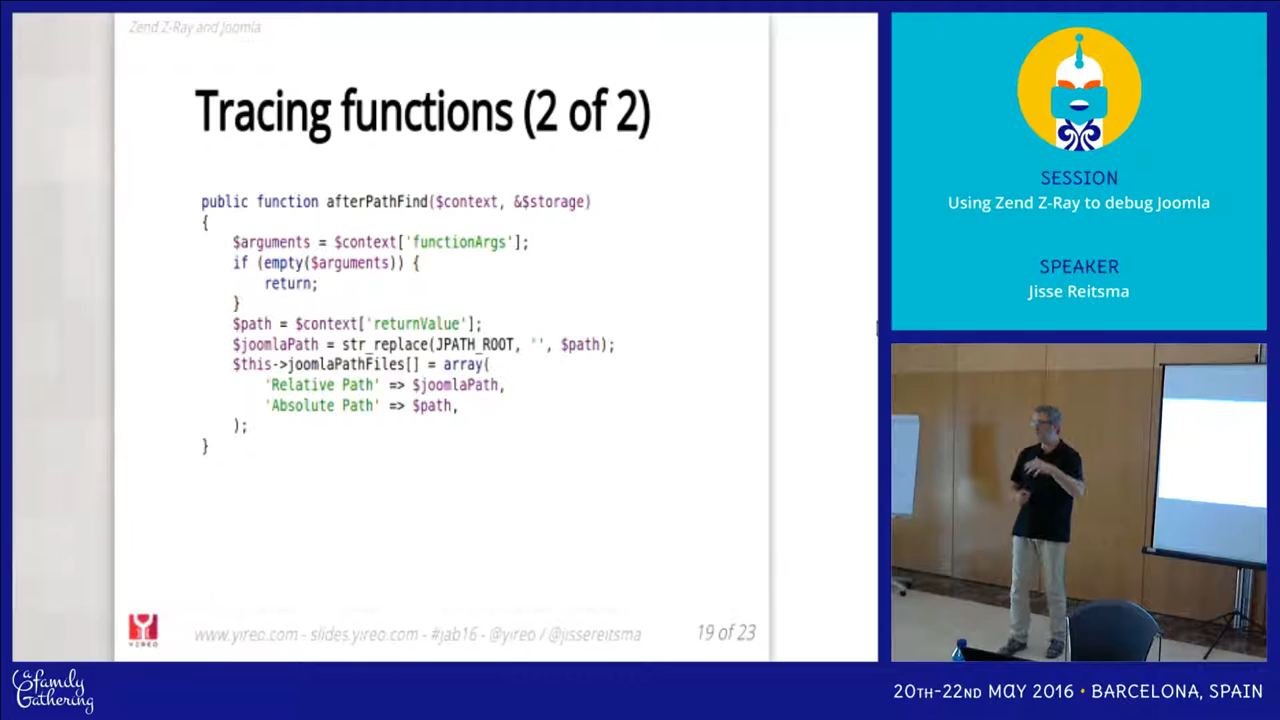 Zend Z-Ray and Joomla
Tracing functions (2 of 2)
public function afterPathFind($context, &$storage)
{
$arguments = $context['functionArgs'];
if (empty($arguments)) {
return;
}
$path = $context['returnValue'];
$joomlaPath = str_replace(JPATH_ROOT, '', $path);
$this->joomlaPathFiles[] = array(
'Relative Path' => $joomlaPath,
'Absolute Path' => $path,
);
}
YIREO
www.yireo.com - slides.yireo.com - #jab16 - @yireo / @jissereitsma
19 of 23
SESSION
Using Zend Z-Ray to debug Joomla
SPEAKER
Jisse Reitsma
a family
Gathering
20TH-22ND MAY 2016 • BARCELONA, SPAIN